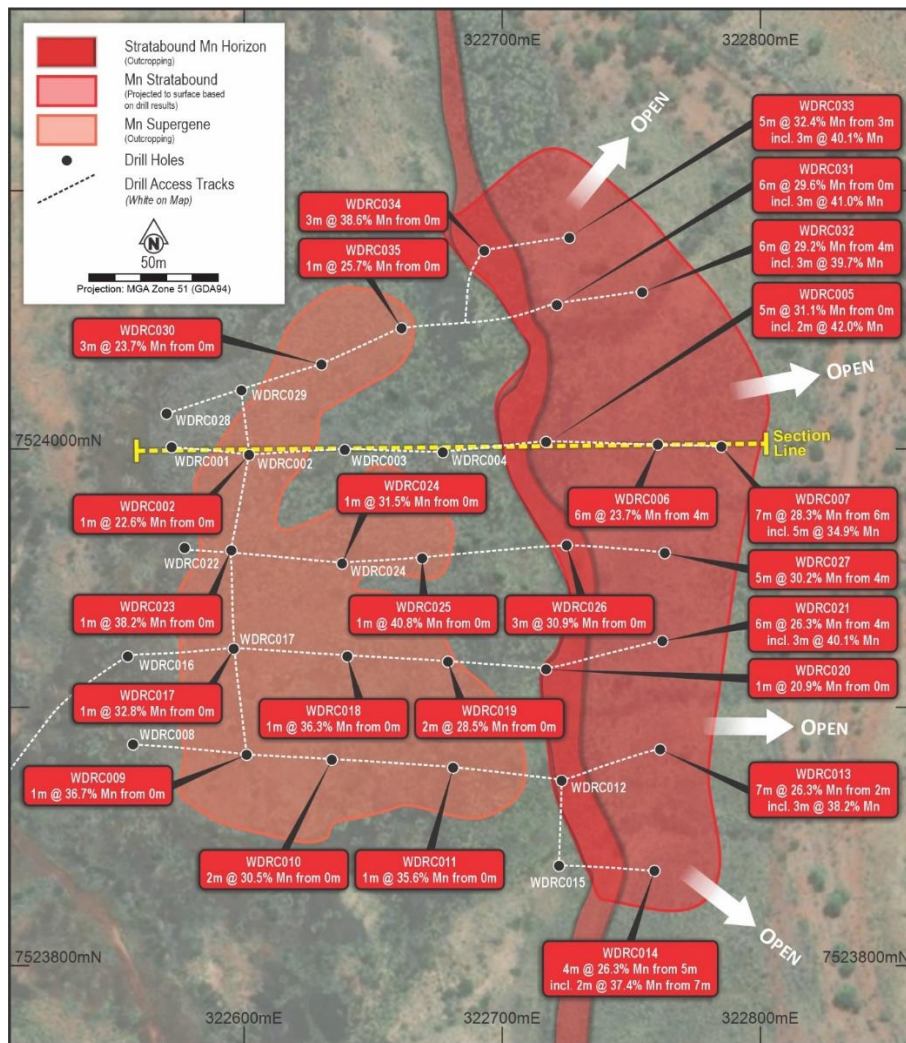 322700mE
322800mE
Stratabound Mn Horizon
(Outcropping)
Mn Stratabound
(Projected to surface based
on drill results)
Mn Supergene
(Outcropping)
Drill Holes
Drill Access Tracks
(White on Map)
N
50m
Projection: MGA Zone 51 (GDA94)
OPEN
WDRC033
5m @ 32.4% Mn from 3m
incl. 3m @ 40.1% Mn
WDRC031
6m @ 29.6% Mn from 0m
incl. 3m @ 41.0% Mn
WDRC034
3m @ 38.6% Mn from 0m
WDRC032
6m @ 29.2% Mn from 4m
incl. 3m @ 39.7% Mn
WDRC035
1m @ 25.7% Mn from 0m
WDRC005
5m @ 31.1% Mn from 0m
incl. 2m @ 42.0% Mn
WDRC030
3m @ 23.7% Mn from 0m
OPEN
WDRC029
WDRC028
7524000mN
Section
Line
WDRC001
WDRC002
WDRC003
WDRC004
WDRC024
1m @ 31.5% Mn from 0m
WDRC002
1m @ 22.6% Mn from 0m
WDRC006
6m @ 23.7% Mn from 4m
WDRC007
7m @ 28.3% Mn from 6m
incl. 5m @ 34.9% Mn
WDRC022
WDRC024
WDRC027
5m @ 30.2% Mn from 4m
WDRC023
1m @ 38.2% Mn from 0m
WDRC025
1m @ 40.8% Mn from 0m
WDRC026
3m @ 30.9% Mn from 0m
WDRC021
6m @ 26.3% Mn from 4m
incl. 3m @ 40.1% Mn
WDRC017
WDRC016
WDRC020
1m @ 20.9% Mn from 0m
WDRC017
1m @ 32.8% Mn from 0m
WDRC018
1m @ 36.3% Mn from 0m
WDRC019
2m @ 28.5% Mn from 0m
OPEN
WDRC008
WDRC009
1m @ 36.7% Mn from 0m
WDRC012
WDRC013
7m @ 26.3% Mn from 2m
incl. 3m @ 38.2% Mn
WDRC010
2m @ 30.5% Mn from 0m
WDRC011
1m @ 35.6% Mn from 0m
WDRC015
OPEN
WDRC014
4m @ 26.3% Mn from 5m
incl. 2m @ 37.4% Mn from 7m
7523800mN
7523800mN
322600mE
322700mE
322800mE